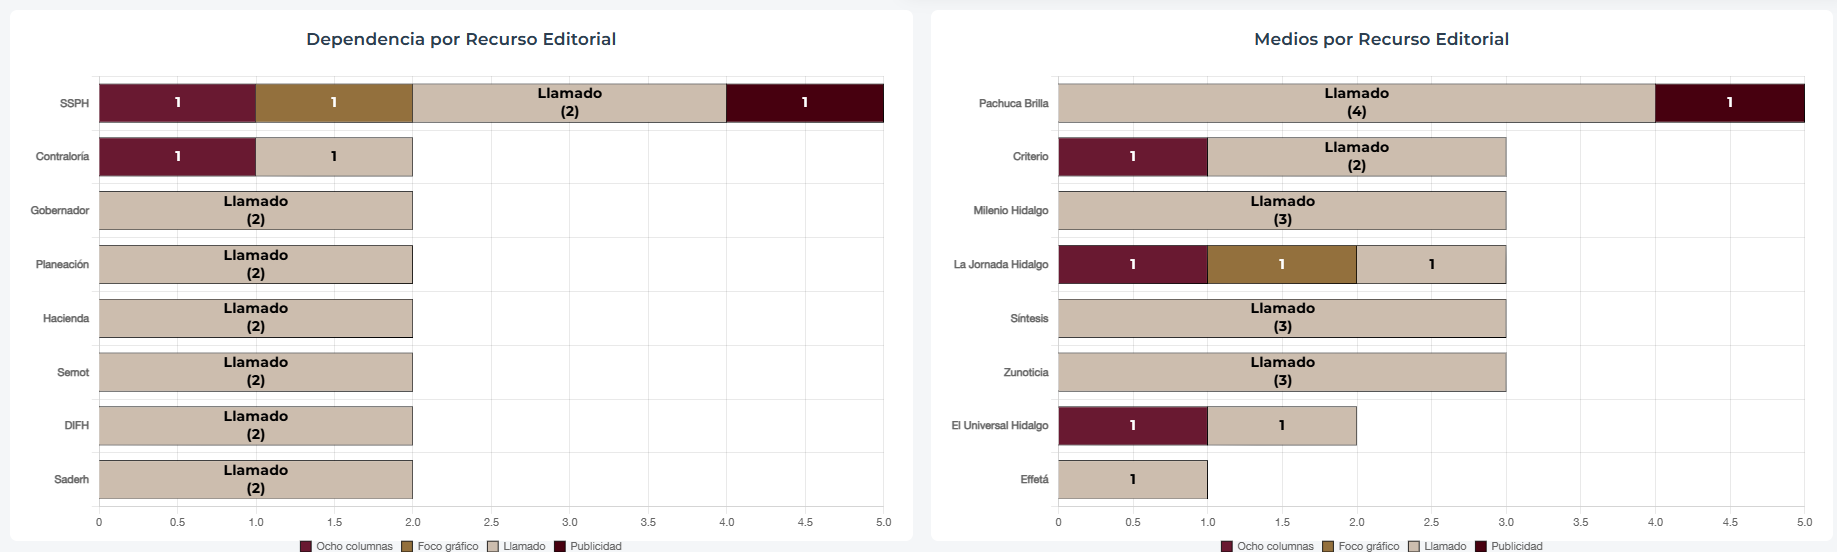 Dependencia por Recurso Editorial
SSPH
1
1
Llamado
(2)
1
Contraloría
1
1
Gobernador
Llamado
(2)
Planeación
Llamado
(2)
Hacienda
Llamado
(2)
Semot
Llamado
(2)
DIFH
Llamado
(2)
Saderh
Llamado
(2)
0 0.5 1.0 1.5 2.0 2.5 3.0 3.5 4.0 4.5 5.0
Ocho columnas Foco gráfico Llamado Publicidad
Medios por Recurso Editorial
Pachuca Brilla
Llamado
(4)
1
Criterio
1
Llamado
(2)
Milenio Hidalgo
Llamado
(3)
La Jornada Hidalgo
1
1
1
Síntesis
Llamado
(3)
Zunoticia
Llamado
(3)
El Universal Hidalgo
1
1
Effetá
1
0 0.5 1.0 1.5 2.0 2.5 3.0 3.5 4.0 4.5 5.0
Ocho columnas Foco gráfico Llamado Publicidad